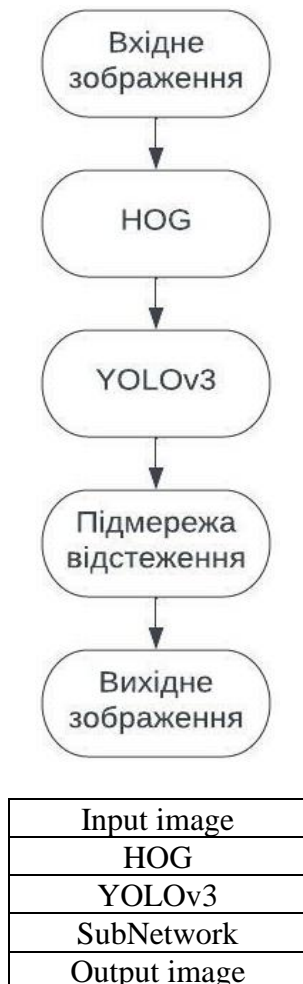 Вхідне
зображення
HOG
YOLOv3
Підмережа
відстеження
Вихідне
зображення
Input image
HOG
YOLOv3
SubNetwork
Output image